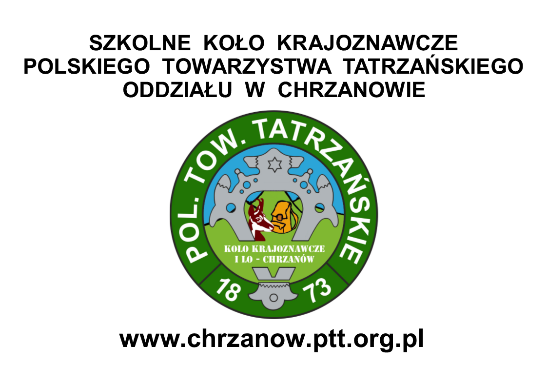 SZKOLNE KOŁO KRAJOZNAWCZE
POLSKIEGO TOWARZYSTWA TATRZAŃSKIEGO
ODDZIAŁU W CHRZANOWIE
POL. TOW. TATRZAŃSKIE
KOŁO KRAJOZNAWCZE
I LO - CHRZANÓW
18 73
www.chrzanow.ptt.org.pl